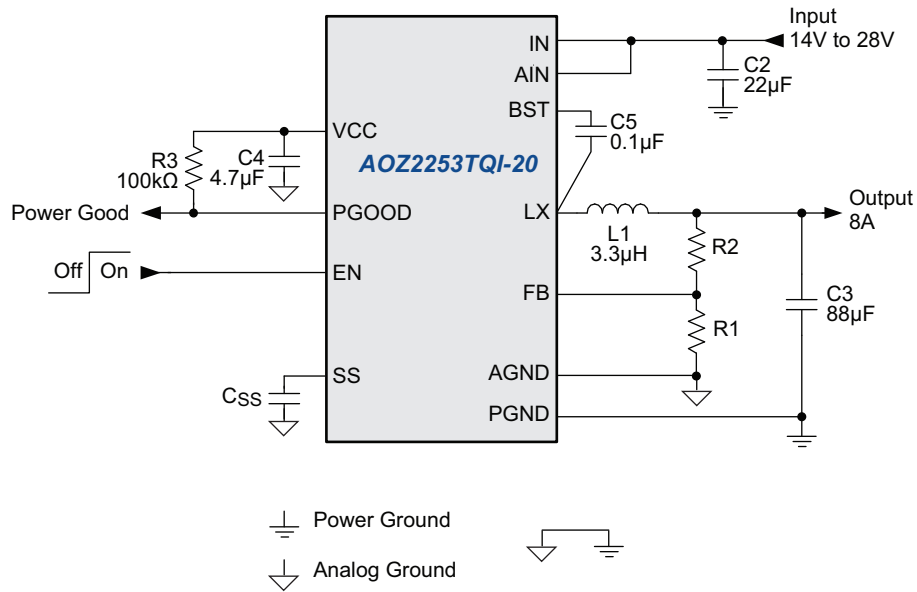 Input
14V to 28V
IN
AIN
C2
22µF
BST
C5
0.1µF
VCC
AOZ2253TQI-20
R3
100kΩ
C4
4.7µF
Power Good
PGOOD
LX
Output
8A
L1
3.3µH
R2
Off On
EN
FB
C3
88µF
R1
SS
AGND
CSS
PGND
Power Ground
Analog Ground